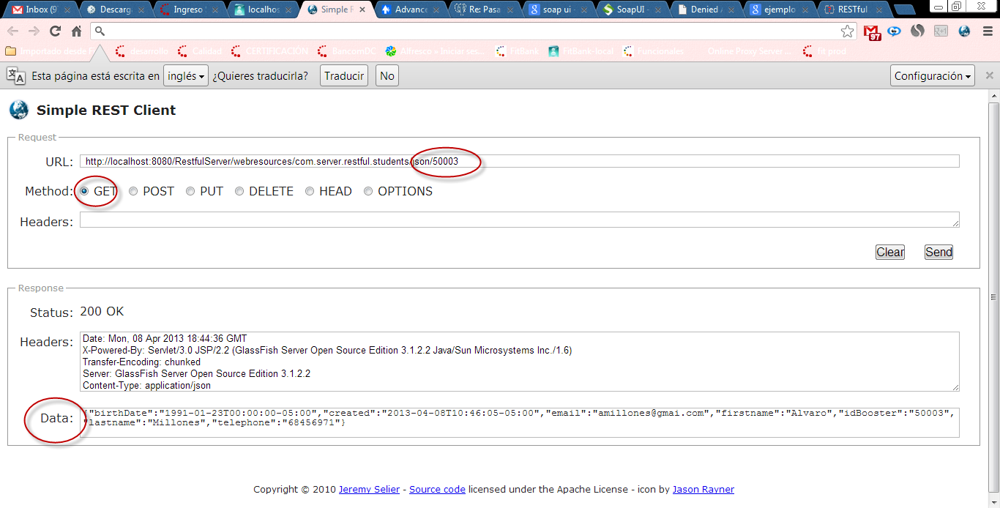 Inbox (9 Descarg Ingreso S localhos Simple R Advance Re: Pasa soap ui - SoapUI - Denied ejemplo RESTful
97
Importado desde F desarrollo Calidad CERTIFICACIÓN BancomDC Alfresco » Iniciar ses... FitBank FitBank-local Funcionales Online Proxy Server ... fit prod
Esta página está escrita en inglés ¿Quieres traducirla? Traducir No Configuración
Simple REST Client
Request
URL: http://localhost:8080/RestfulServer/webresources/com.server.restful.students/json/50003
Method: GET POST PUT DELETE HEAD OPTIONS
Headers:
Clear Send
Response
Status: 200 OK
Headers: Date: Mon, 08 Apr 2013 18:44:36 GMT
X-Powered-By: Servlet/3.0 JSP/2.2 (GlassFish Server Open Source Edition 3.1.2.2 Java/Sun Microsystems Inc./1.6)
Transfer-Encoding: chunked
Server: GlassFish Server Open Source Edition 3.1.2.2
Content-Type: application/json
Data: {"birthDate":"1991-01-23T00:00:00-05:00","created":"2013-04-08T10:46:05-05:00","email":"amillones@gmai.com","firstname":"Alvaro","idBooster":"50003",
"lastname":"Millones","telephone":"68456971"}
Copyright © 2010 Jeremy Selier - Source code licensed under the Apache License - icon by Jason Rayner